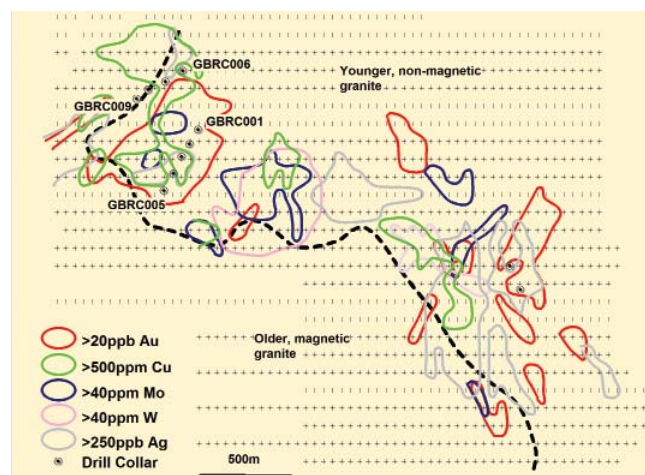 GBRC006
Younger, non-magnetic
granite
GBRC009
GBRC001
GBRC005
Older, magnetic
granite
>20ppb Au
>500ppm Cu
>40ppm Mo
>40ppm W
>250ppb Ag
Drill Collar
500m